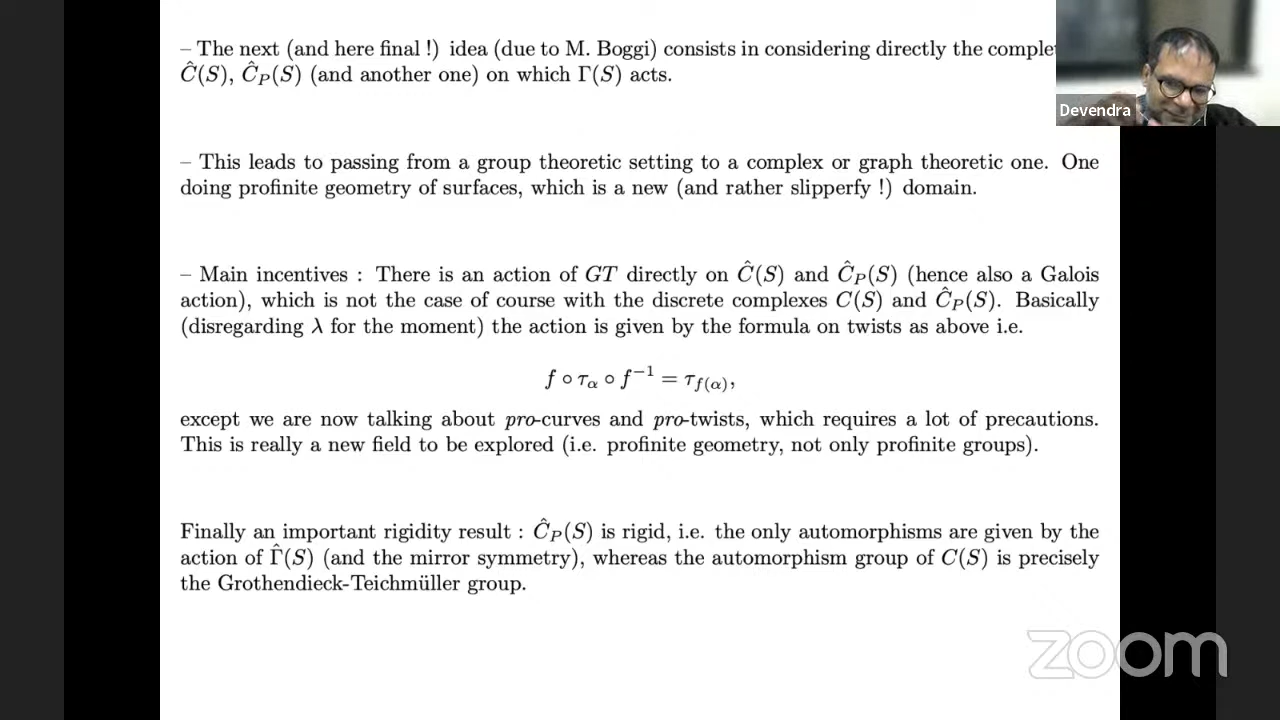 – The next (and here final !) idea (due to M. Boggi) consists in considering directly the comple
Ĉ(S), Ĉ_P(S) (and another one) on which Γ(S) acts.
Devendra
– This leads to passing from a group theoretic setting to a complex or graph theoretic one. One
doing profinite geometry of surfaces, which is a new (and rather slipperfy !) domain.
– Main incentives : There is an action of GT directly on Ĉ(S) and Ĉ_P(S) (hence also a Galois
action), which is not the case of course with the discrete complexes C(S) and Ĉ_P(S). Basically
(disregarding λ for the moment) the action is given by the formula on twists as above i.e.
f ∘ τ_α ∘ f^{-1} = τ_{f(α)},
except we are now talking about pro-curves and pro-twists, which requires a lot of precautions.
This is really a new field to be explored (i.e. profinite geometry, not only profinite groups).
Finally an important rigidity result : Ĉ_P(S) is rigid, i.e. the only automorphisms are given by the
action of Γ̂(S) (and the mirror symmetry), whereas the automorphism group of C(S) is precisely
the Grothendieck-Teichmüller group.
zoom